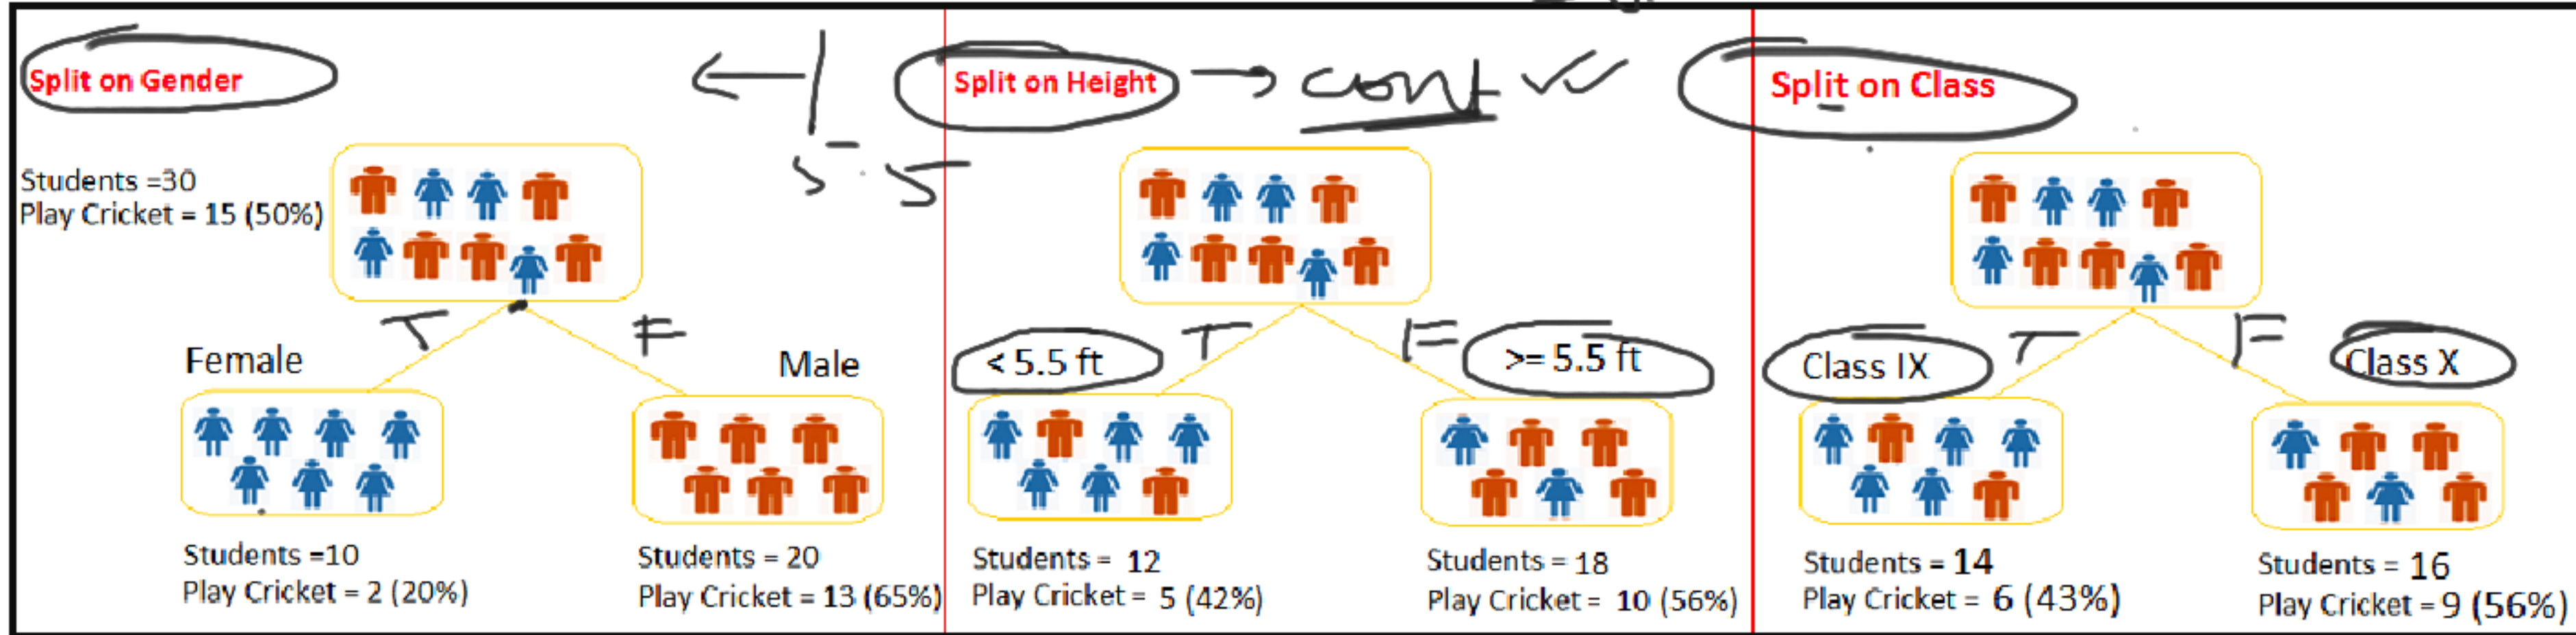 Split on Gender
Students =30
Play Cricket = 15 (50%)
T
F
Female
Male
Students =10
Play Cricket = 2 (20%)
Students = 20
Play Cricket = 13 (65%)
5.5
Split on Height
cont
T
F
< 5.5 ft
>= 5.5 ft
Students = 12
Play Cricket = 5 (42%)
Students = 18
Play Cricket = 10 (56%)
Split on Class
T
F
Class IX
Class X
Students = 14
Play Cricket = 6 (43%)
Students = 16
Play Cricket = 9 (56%)